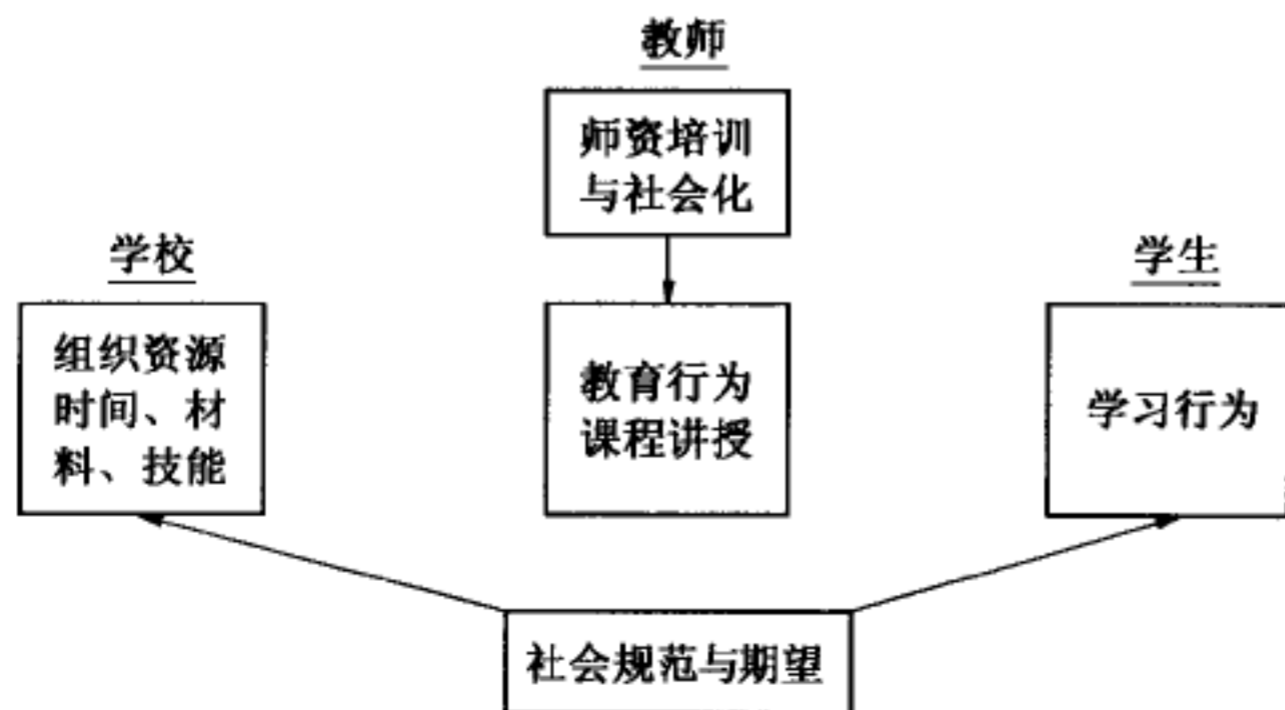 教师
师资培训
与社会化
学校
组织资源
时间、材
料、技能
教育行为
课程讲授
学生
学习行为
社会规范与期望